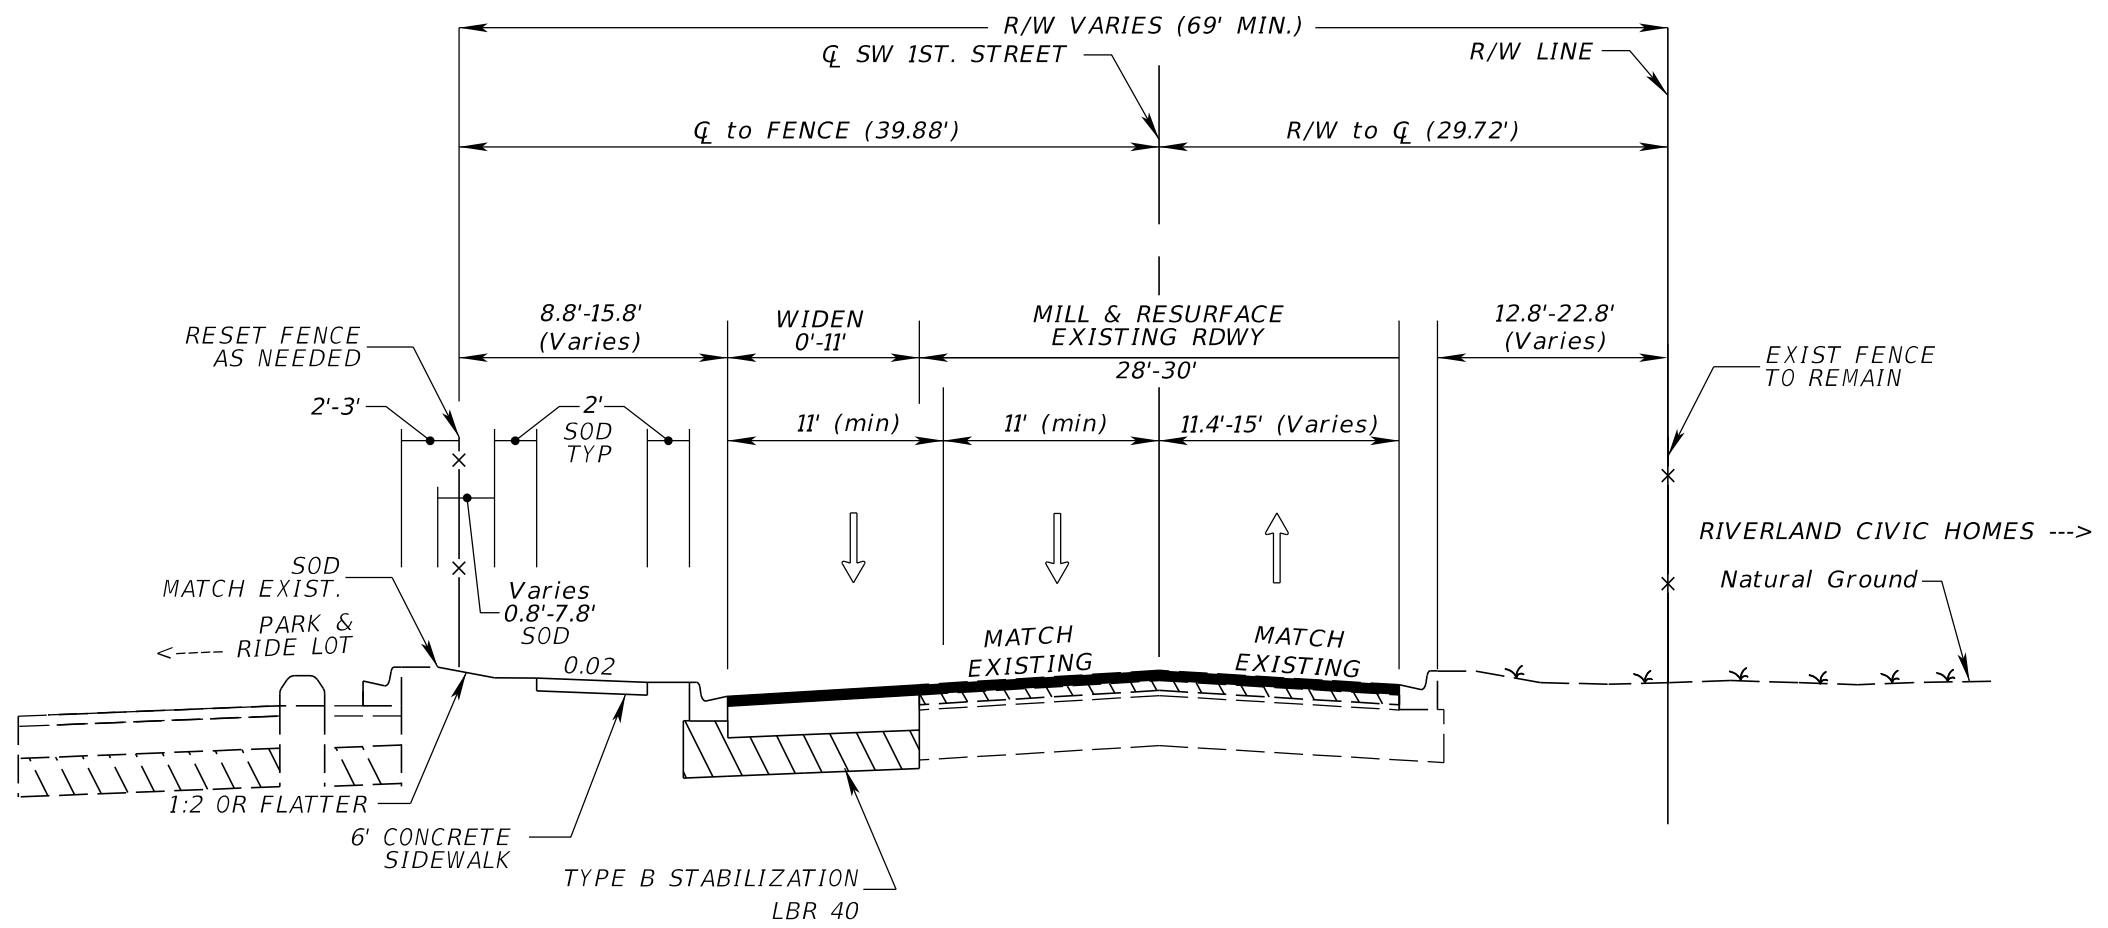 R/W VARIES (69' MIN.)
℄ SW 1ST. STREET
R/W LINE
℄ to FENCE (39.88')
R/W to ℄ (29.72')
8.8'-15.8'
(Varies)
WIDEN
0'-11'
MILL & RESURFACE
EXISTING RDWY
28'-30'
12.8'-22.8'
(Varies)
RESET FENCE
AS NEEDED
EXIST FENCE
TO REMAIN
2'-3'
2'
SOD
TYP
11' (min)
11' (min)
11.4'-15' (Varies)
RIVERLAND CIVIC HOMES --->
SOD
MATCH EXIST.
Varies
0.8'-7.8'
SOD
Natural Ground
PARK &
<---- RIDE LOT
0.02
MATCH
EXISTING
MATCH
EXISTING
1:2 OR FLATTER
6' CONCRETE
SIDEWALK
TYPE B STABILIZATION
LBR 40